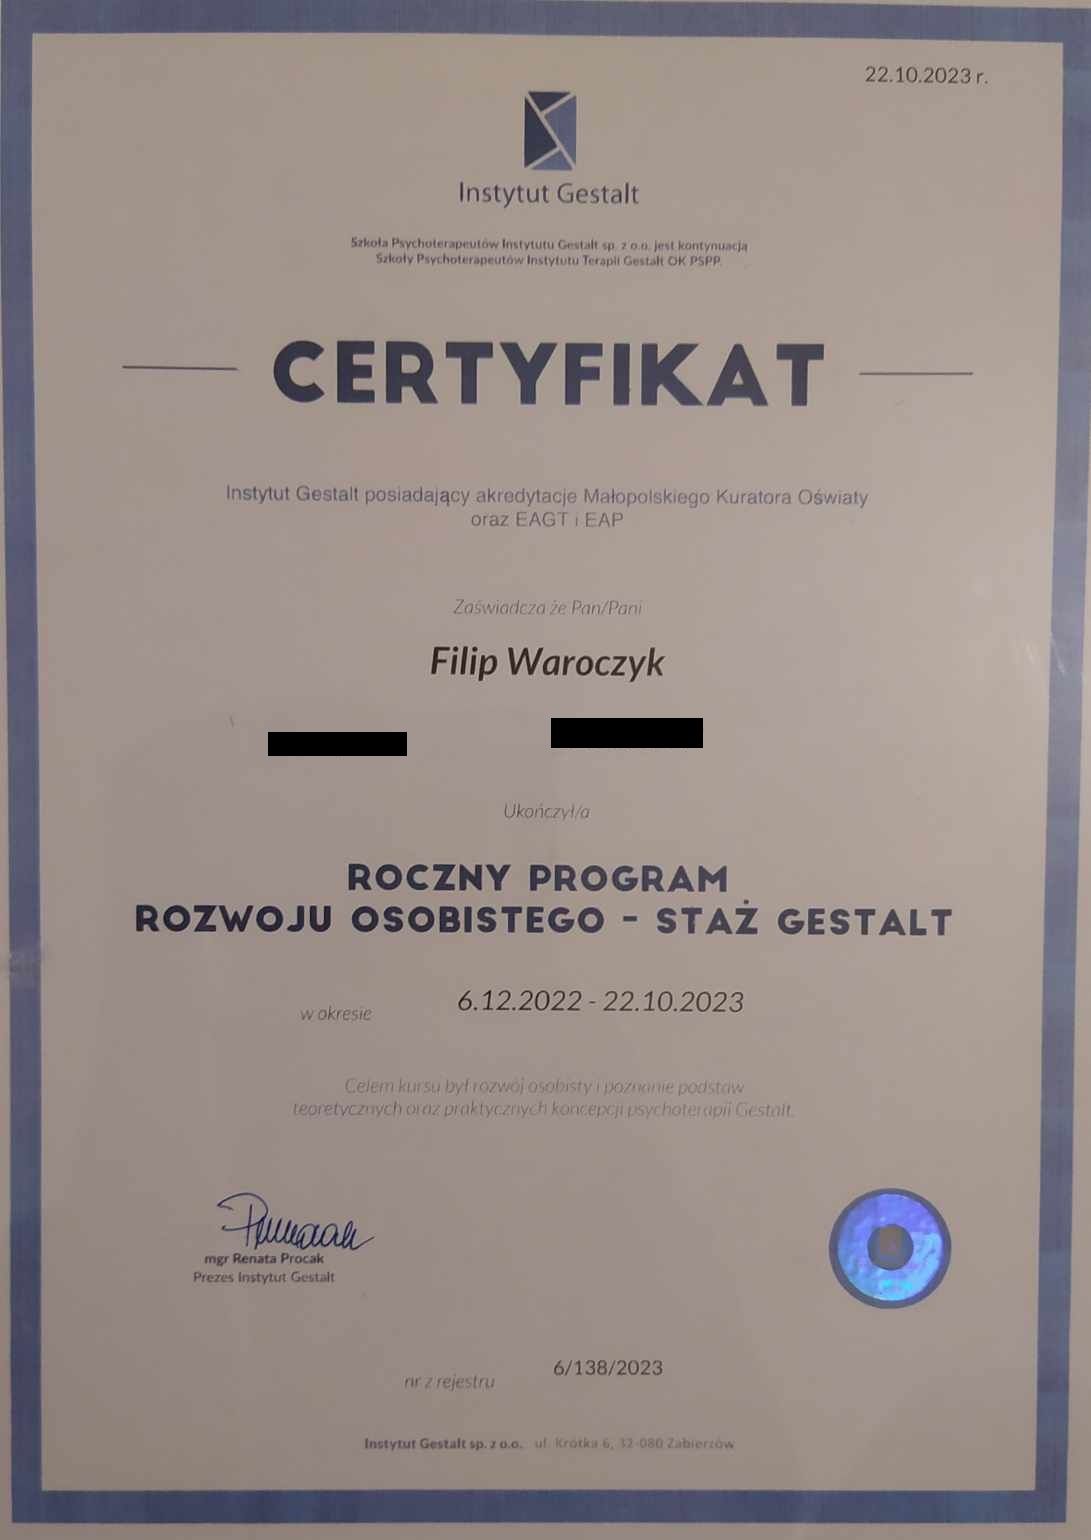 22.10.2023 r.
Instytut Gestalt
Szkoła Psychoterapeutów Instytutu Gestalt sp. z o.o. jest kontynuacją
Szkoły Psychoterapeutów Instytutu Terapii Gestalt OK PSPP.
CERTYFIKAT
Instytut Gestalt posiadający akredytacje Małopolskiego Kuratora Oświaty
oraz EAGT i EAP
Zaświadcza że Pan/Pani
Filip Waroczyk
Ukończył/a
ROCZNY PROGRAM
ROZWOJU OSOBISTEGO - STAŻ GESTALT
w okresie 6.12.2022 - 22.10.2023
Celem kursu był rozwój osobisty i poznanie podstaw
teoretycznych oraz praktycznych koncepcji psychoterapii Gestalt.
mgr Renata Procak
Prezes Instytut Gestalt
nr z rejestru 6/138/2023
Instytut Gestalt sp. z o.o. ul. Krótka 6, 32-080 Zabierzów